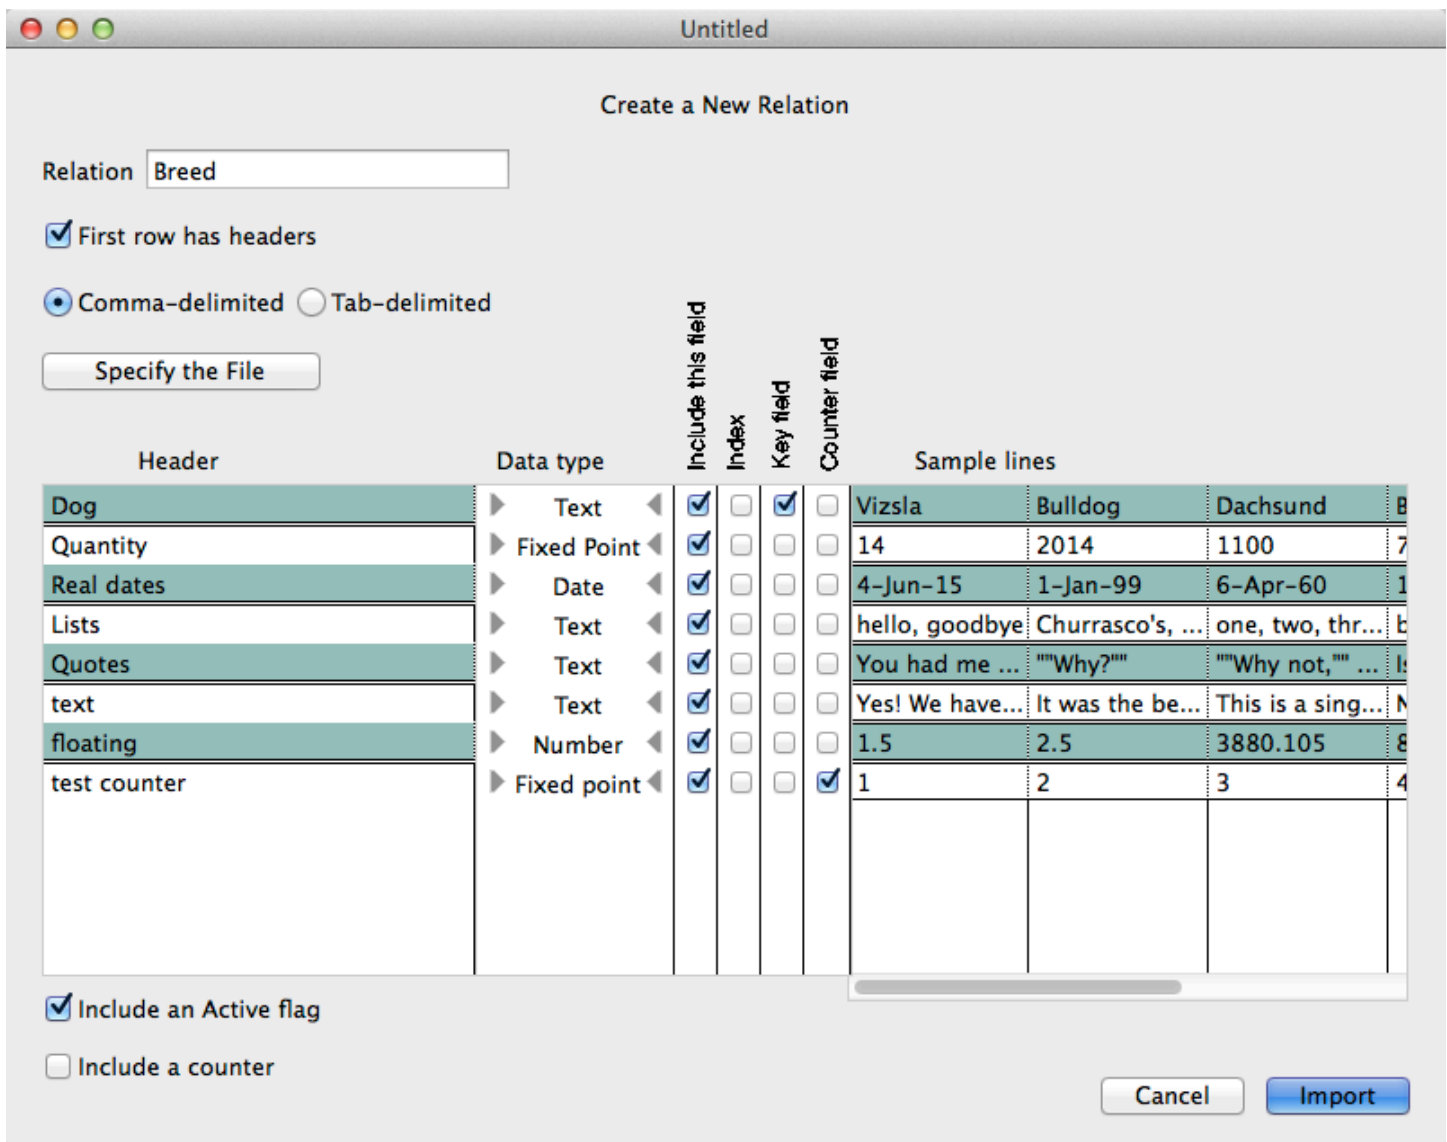 Untitled
Create a New Relation
Relation Breed
First row has headers
Comma-delimited Tab-delimited
Specify the File
Include this field
Index
Key field
Counter field
Header Data type Sample lines
Dog Text Vizsla Bulldog Dachsund B
Quantity Fixed Point 14 2014 1100 7
Real dates Date 4-Jun-15 1-Jan-99 6-Apr-60 1
Lists Text hello, goodbye Churrasco's, ... one, two, thr... b
Quotes Text You had me ... ""Why?"" ""Why not,"" ... Is
text Text Yes! We have... It was the be... This is a sing... N
floating Number 1.5 2.5 3880.105 8
test counter Fixed point 1 2 3 4
Include an Active flag
Include a counter
Cancel Import